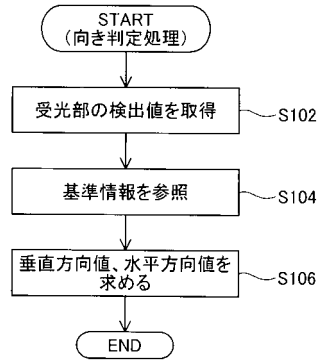 START
(向き判定処理)
受光部の検出値を取得
S102
基準情報を参照
S104
垂直方向値、水平方向値を
求める
S106
END